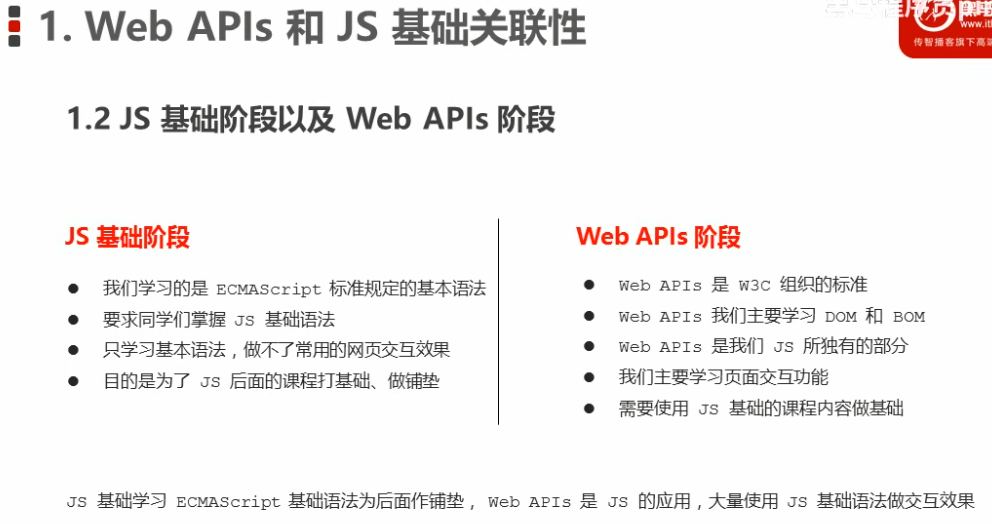 1. Web APIs 和 JS 基础关联性
www.it
传智播客旗下高端
1.2 JS 基础阶段以及 Web APIs 阶段
JS 基础阶段
● 我们学习的是 ECMAScript 标准规定的基本语法
● 要求同学们掌握 JS 基础语法
● 只学习基本语法，做不了常用的网页交互效果
● 目的是为了 JS 后面的课程打基础、做铺垫
Web APIs 阶段
● Web APIs 是 W3C 组织的标准
● Web APIs 我们主要学习 DOM 和 BOM
● Web APIs 是我们 JS 所独有的部分
● 我们主要学习页面交互功能
● 需要使用 JS 基础的课程内容做基础
JS 基础学习 ECMAScript 基础语法为后面作铺垫，Web APIs 是 JS 的应用，大量使用 JS 基础语法做交互效果